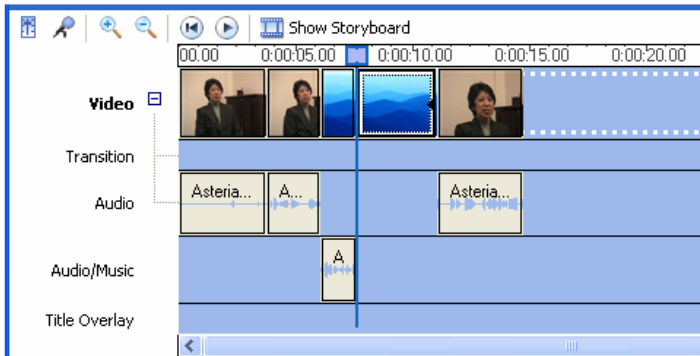 Show Storyboard
00.00 0:00:05.00 0:00:10.00 0:00:15.00 0:00:20.00
Video
Transition
Audio
Asteria... A... Asteria...
Audio/Music
A
Title Overlay